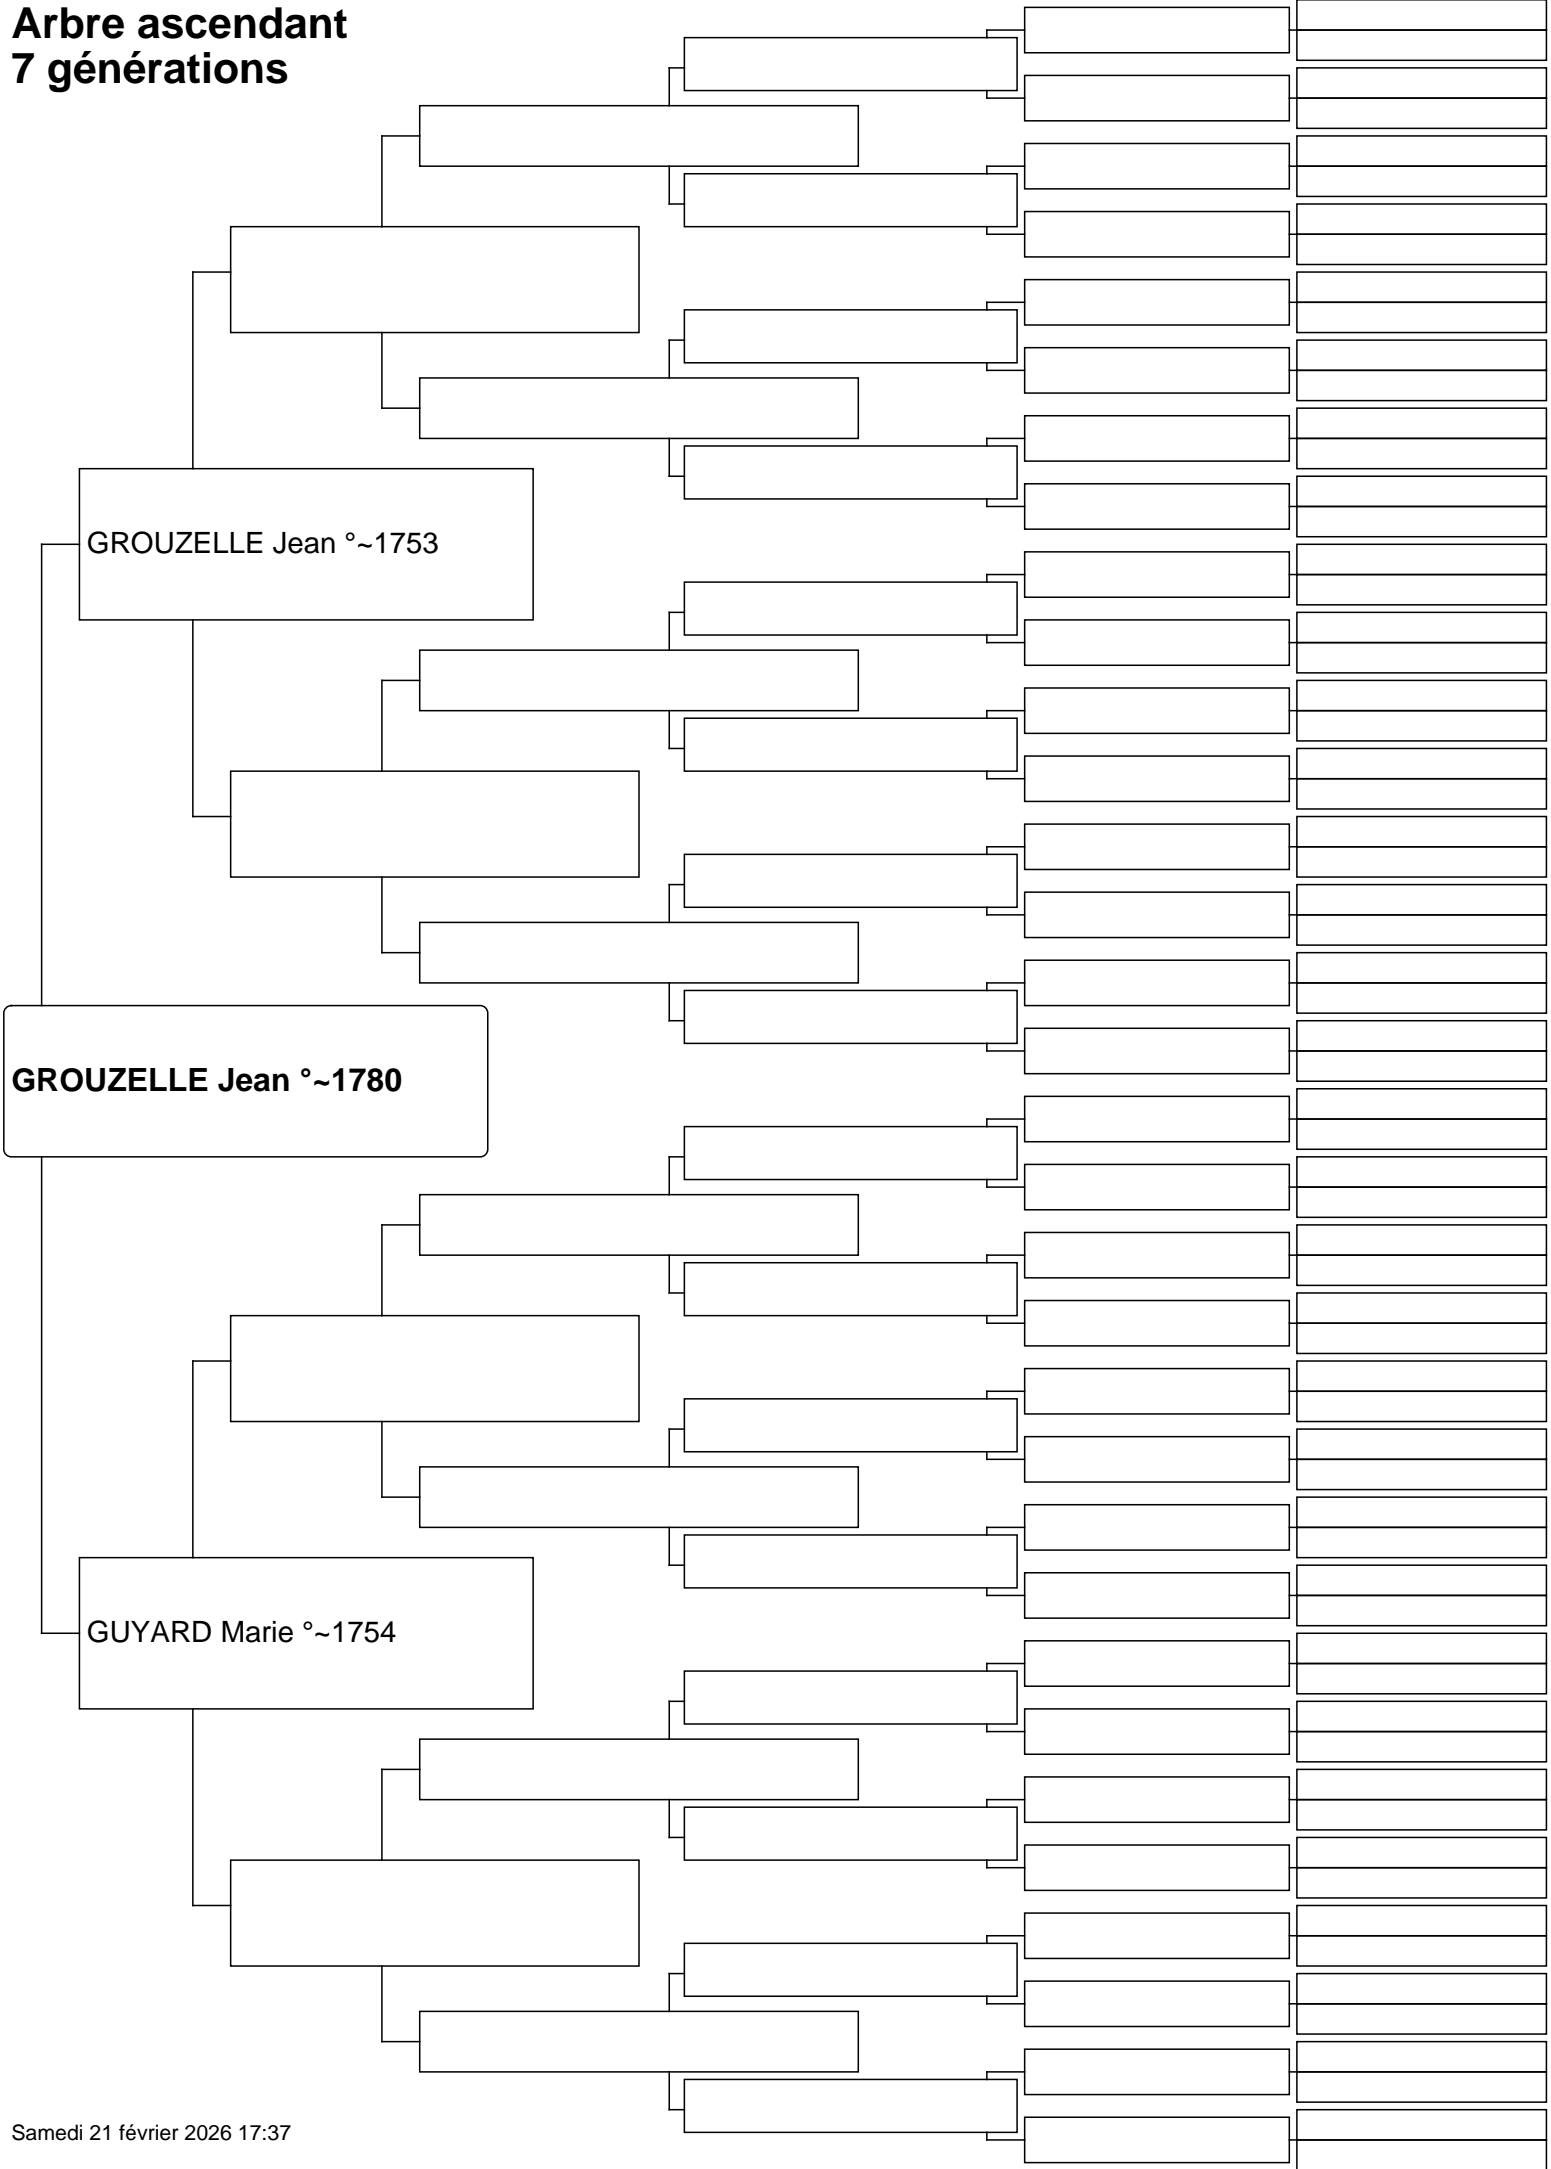 Arbre ascendant
7 générations
GROUZELLE Jean °~1753
GROUZELLE Jean °~1780
GUYARD Marie °~1754
Samedi 21 février 2026 17:37